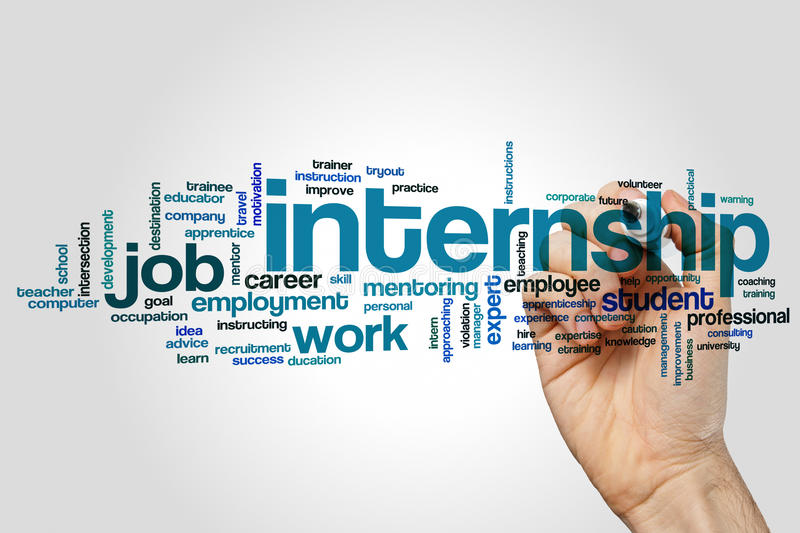 instructions
trainer
tryout
instruction
volunteer
practical
trainee
motivation
improve
practice
educator
travel
corporate
future
warning
destination
company
internship
apprentice
development
school
intersection
job
mentor
teaching
career
skill
mentoring
expert
employee
help
opportunity
coaching
teacher
computer
goal
employment
personal
apprenticeship
student
training
occupation
instructing
work
intern
approaching
violation
manager
experience
competency
professional
idea
hire
caution
management
improvement
business
consulting
advice
recruitment
learning
expertise
knowledge
university
learn
success
ducation
etraining